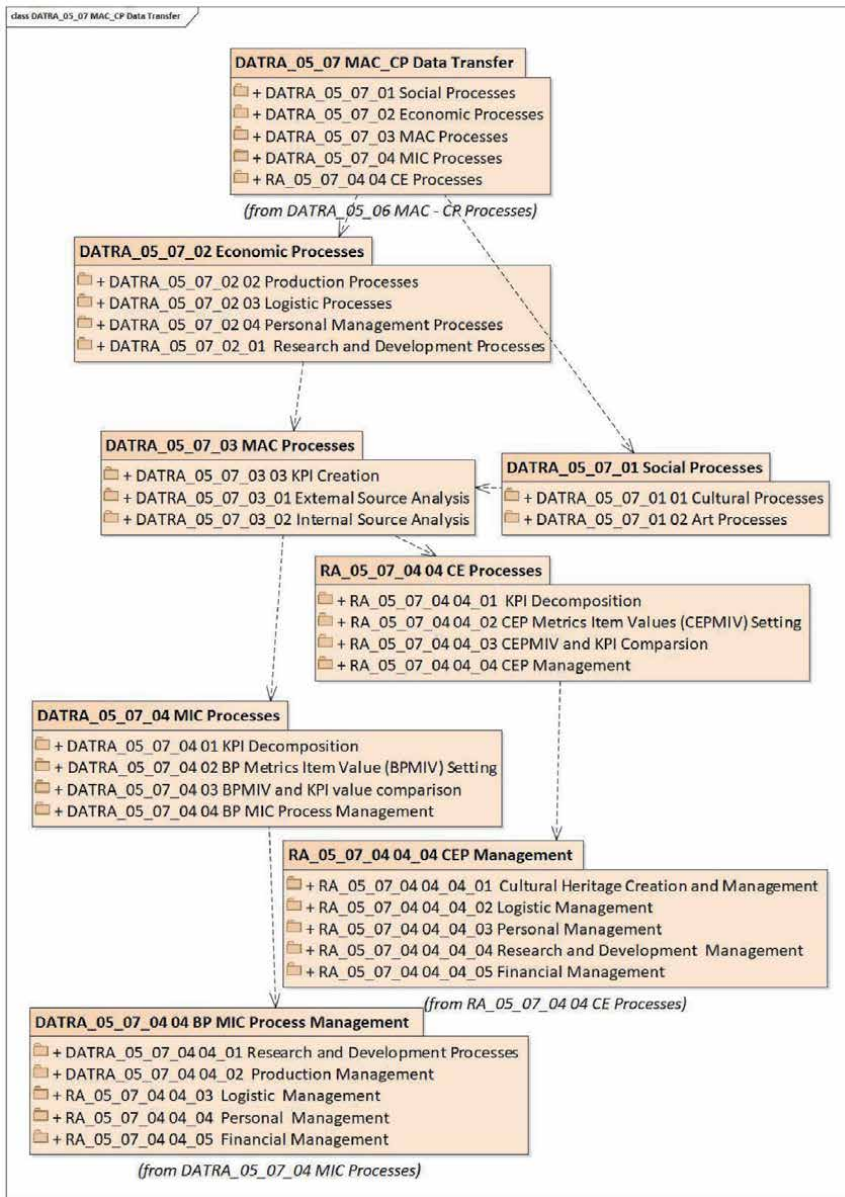 class DATRA_05_07 MAC_CP Data Transfer
DATRA_05_07 MAC_CP Data Transfer
+ DATRA_05_07_01 Social Processes
+ DATRA_05_07_02 Economic Processes
+ DATRA_05_07_03 MAC Processes
+ DATRA_05_07_04 MIC Processes
+ RA_05_07_04 04 CE Processes
(from DATRA_05_06 MAC - CP Processes)
DATRA_05_07_02 Economic Processes
+ DATRA_05_07_02 02 Production Processes
+ DATRA_05_07_02 03 Logistic Processes
+ DATRA_05_07_02 04 Personal Management Processes
+ DATRA_05_07_02_01 Research and Development Processes
DATRA_05_07_03 MAC Processes
+ DATRA_05_07_03 03 KPI Creation
+ DATRA_05_07_03_01 External Source Analysis
+ DATRA_05_07_03_02 Internal Source Analysis
DATRA_05_07_01 Social Processes
+ DATRA_05_07_01 01 Cultural Processes
+ DATRA_05_07_01 02 Art Processes
RA_05_07_04 04 CE Processes
+ RA_05_07_04 04_01 KPI Decomposition
+ RA_05_07_04 04_02 CEP Metrics Item Values (CEPMIV) Setting
+ RA_05_07_04 04_03 CEPMIV and KPI Comparsion
+ RA_05_07_04 04_04 CEP Management
DATRA_05_07_04 MIC Processes
+ DATRA_05_07_04 01 KPI Decomposition
+ DATRA_05_07_04 02 BP Metrics Item Value (BPMIV) Setting
+ DATRA_05_07_04 03 BPMIV and KPI value comparison
+ DATRA_05_07_04 04 BP MIC Process Management
RA_05_07_04 04_04 CEP Management
+ RA_05_07_04 04_04_01 Cultural Heritage Creation and Management
+ RA_05_07_04 04_04_02 Logistic Management
+ RA_05_07_04 04_04_03 Personal Management
+ RA_05_07_04 04_04_04 Research and Development Management
+ RA_05_07_04 04_04_05 Financial Management
(from RA_05_07_04 04 CE Processes)
DATRA_05_07_04 04 BP MIC Process Management
+ DATRA_05_07_04 04_01 Research and Development Processes
+ DATRA_05_07_04 04_02 Production Management
+ RA_05_07_04 04_03 Logistic Management
+ RA_05_07_04 04_04 Personal Management
+ RA_05_07_04 04_05 Financial Management
(from DATRA_05_07_04 MIC Processes)